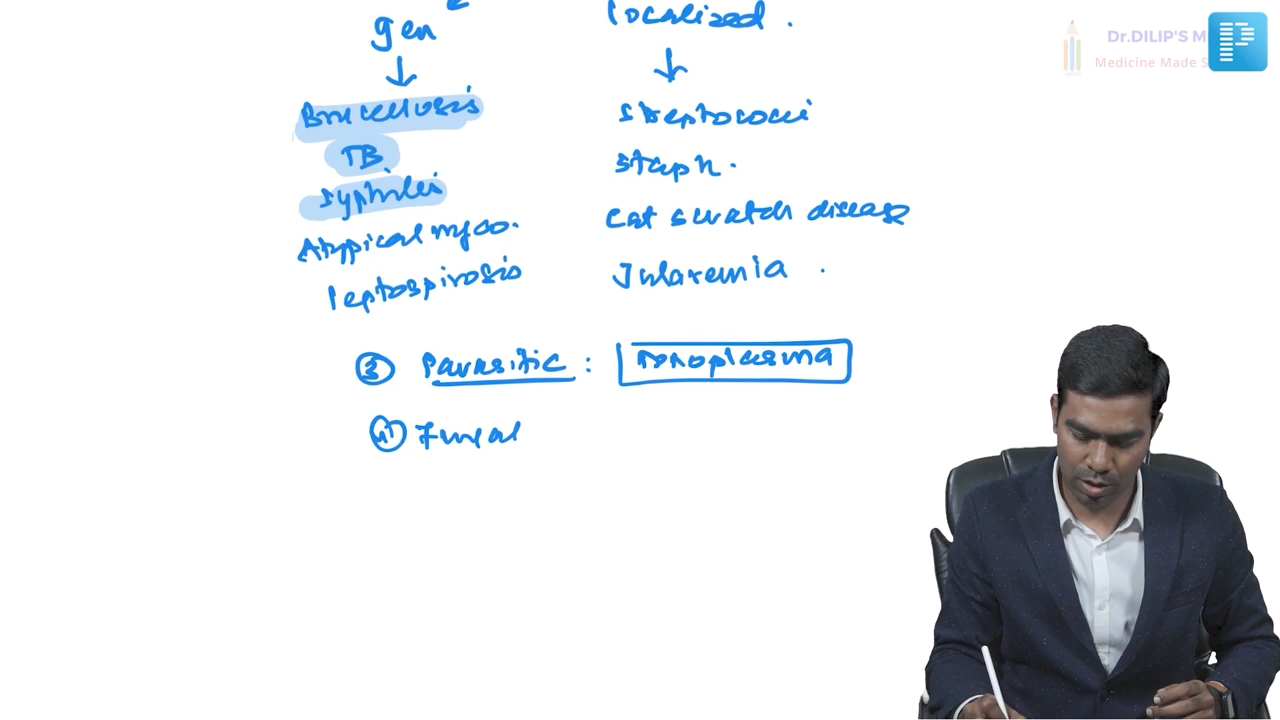 genᶻ localized .
Dr.DILIP'S M
Medicine Made S
Brucellosis Streptococci
TB Staph.
Syphilis Cat scratch disease
Atypical myco. Tularemia .
leptospirosis
③ Parasitic : Toxoplasma
④ Fungal